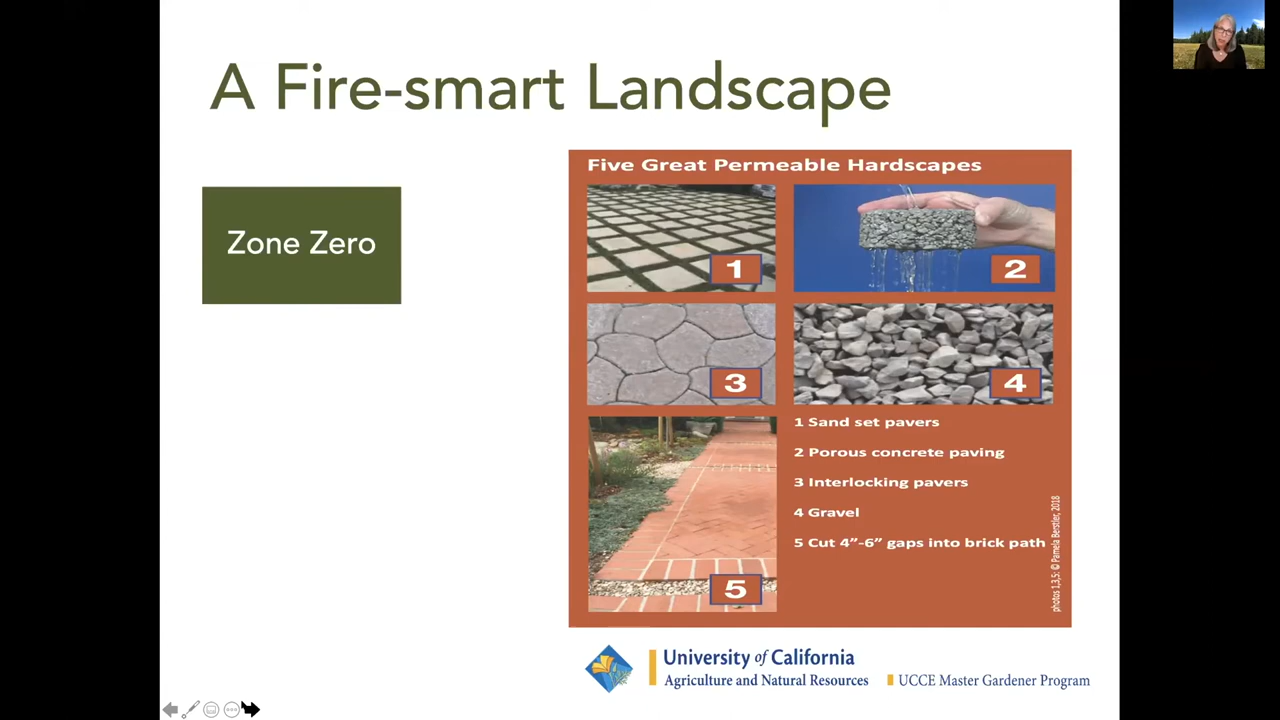 A Fire-smart Landscape
Zone Zero
Five Great Permeable Hardscapes
1
2
3
4
5
1 Sand set pavers
2 Porous concrete paving
3 Interlocking pavers
4 Gravel
5 Cut 4”-6” gaps into brick path
photos 1,3,5: © Pamela Berstler, 2018
University of California
Agriculture and Natural Resources
UCCE Master Gardener Program